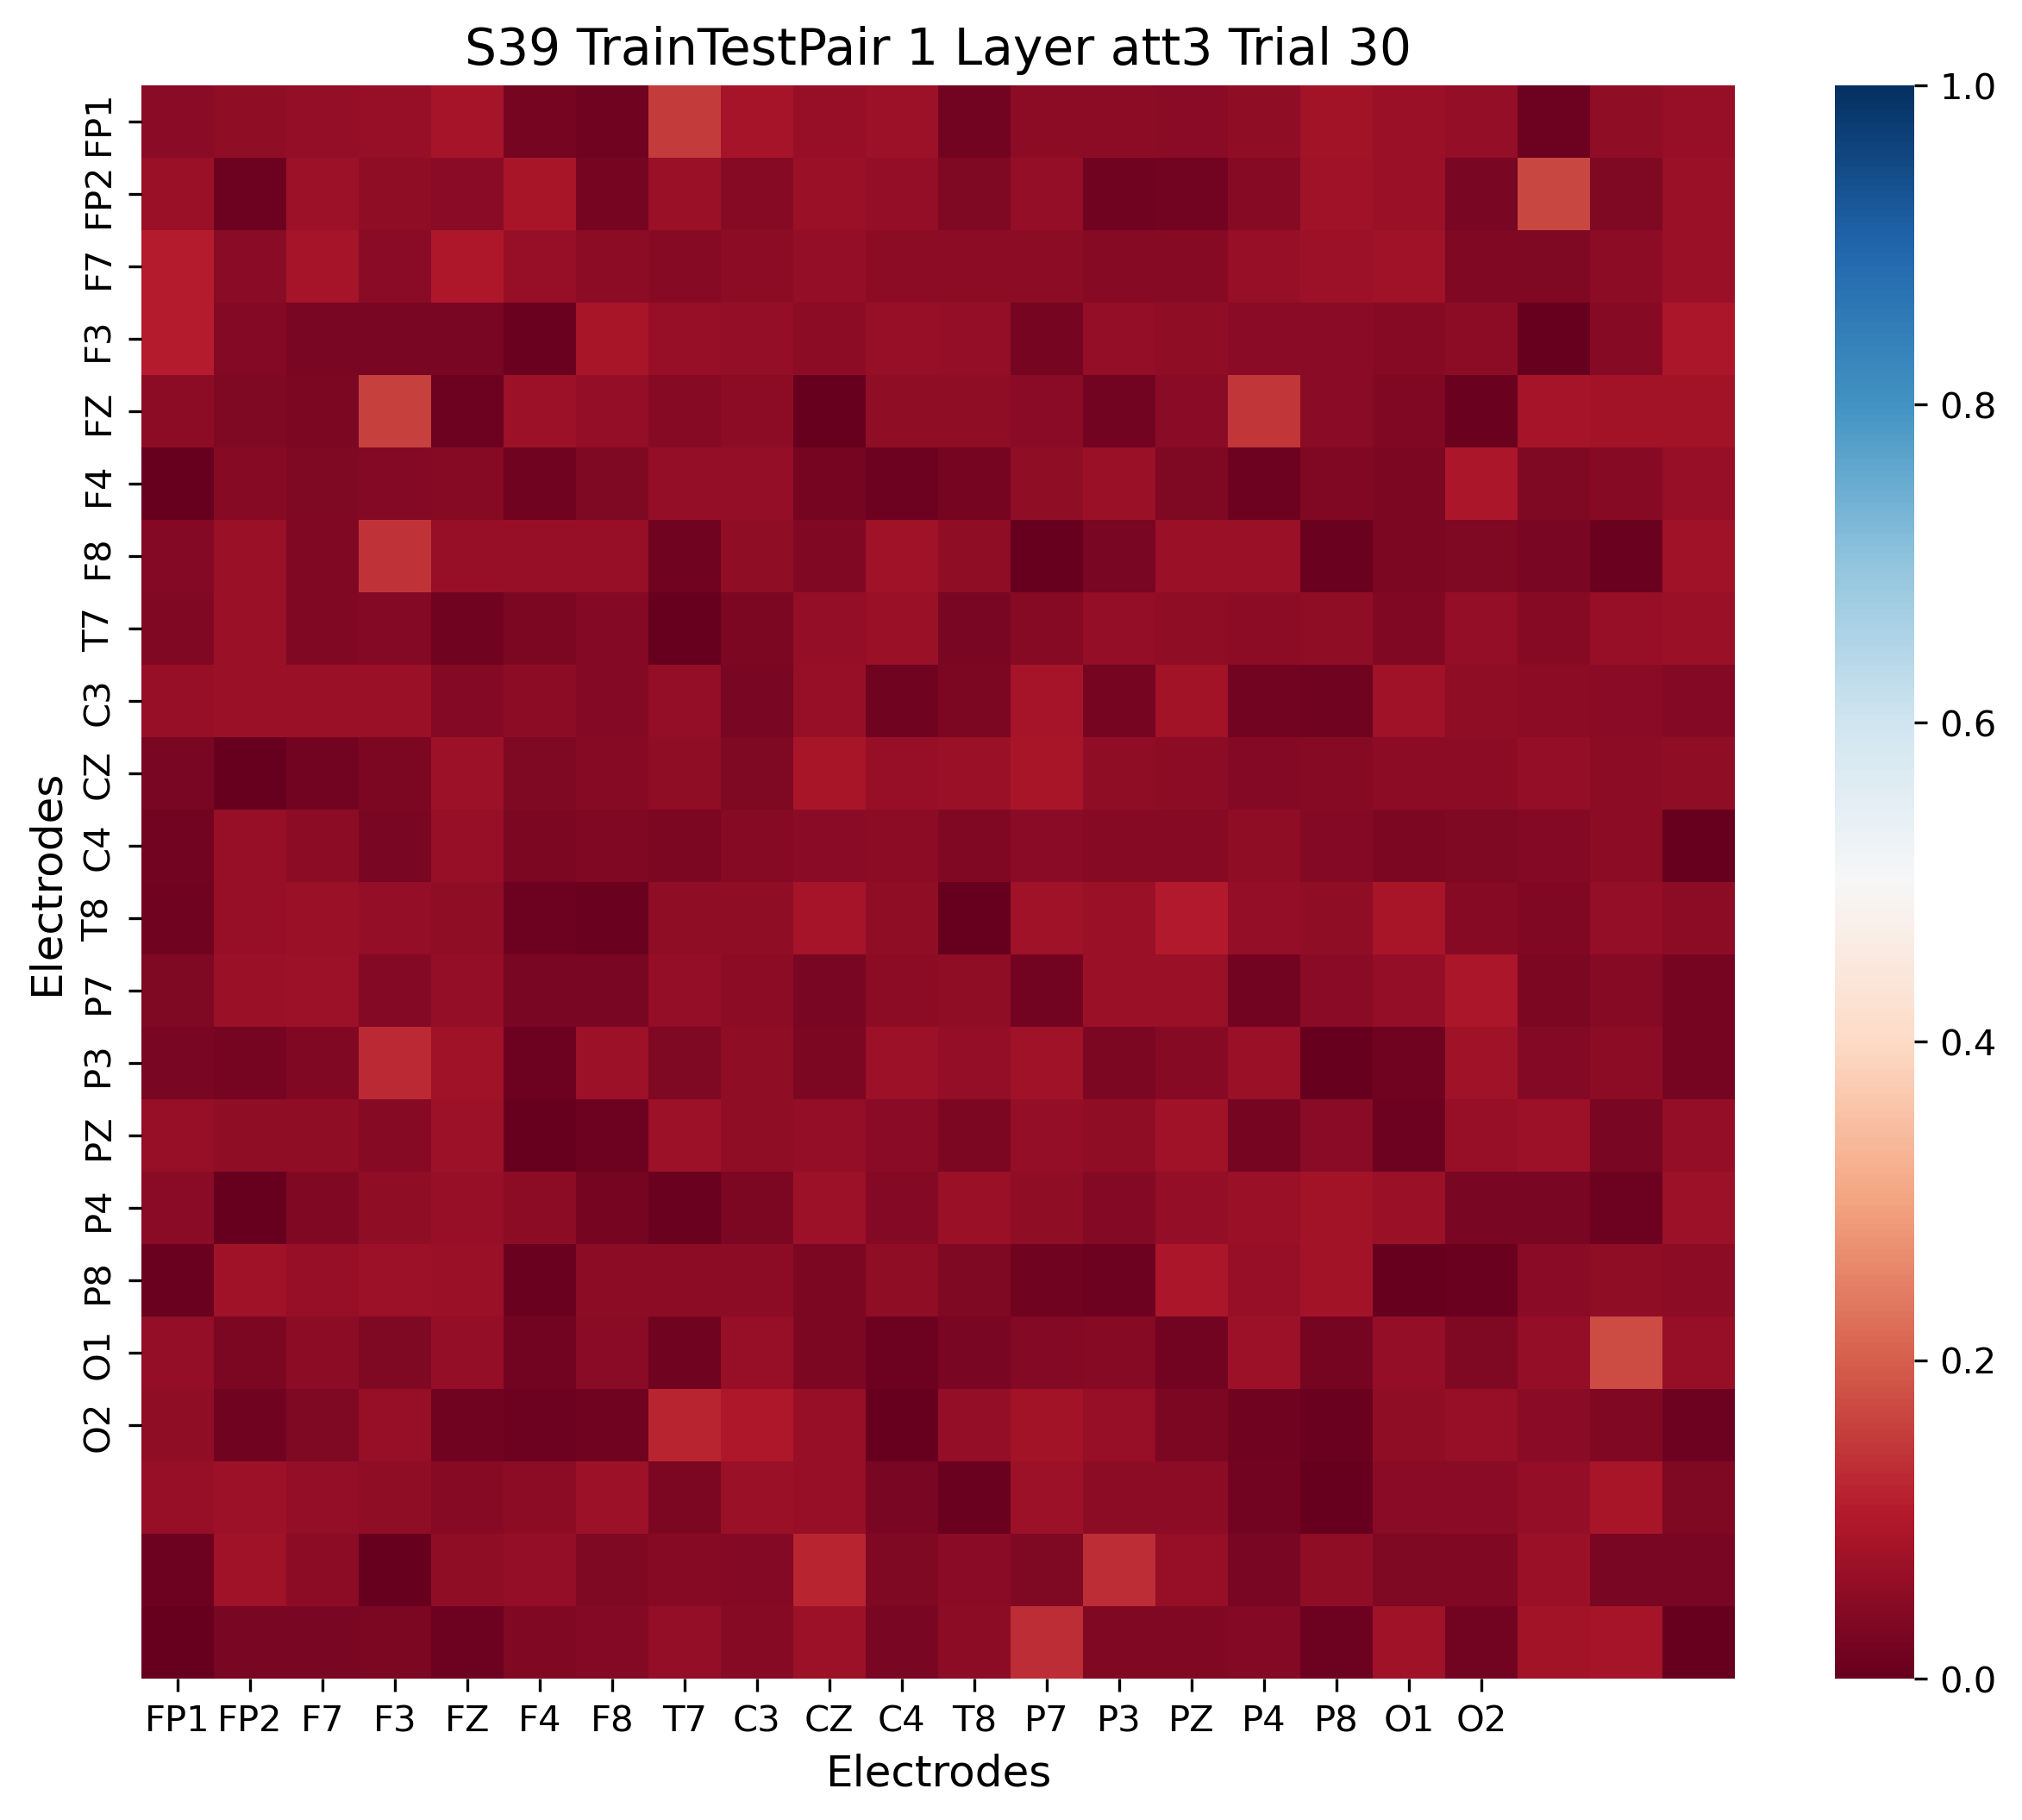 S39 TrainTestPair 1 Layer att3 Trial 30
Electrodes
FP1
FP2
F7
F3
FZ
F4
F8
T7
C3
CZ
C4
T8
P7
P3
PZ
P4
P8
O1
O2
FP1 FP2 F7 F3 FZ F4 F8 T7 C3 CZ C4 T8 P7 P3 PZ P4 P8 O1 O2
Electrodes
1.0
0.8
0.6
0.4
0.2
0.0